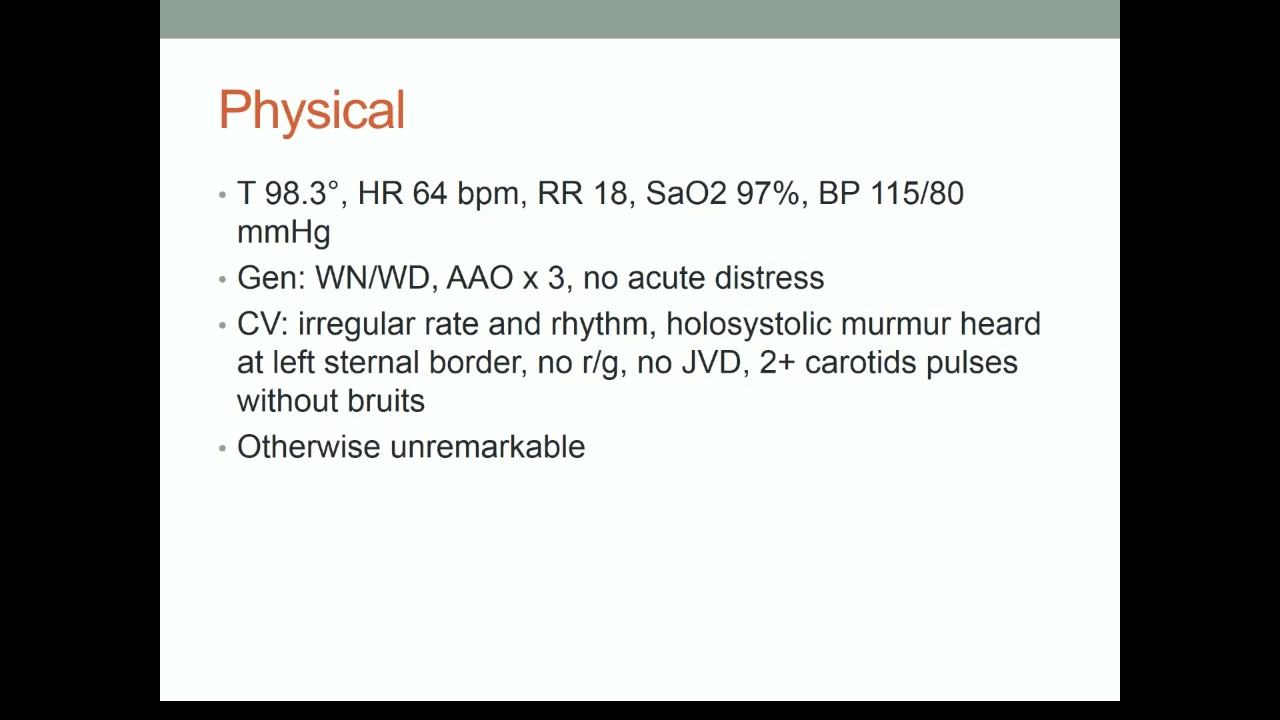 Physical
• T 98.3°, HR 64 bpm, RR 18, SaO2 97%, BP 115/80
mmHg
• Gen: WN/WD, AAO x 3, no acute distress
• CV: irregular rate and rhythm, holosystolic murmur heard
at left sternal border, no r/g, no JVD, 2+ carotids pulses
without bruits
• Otherwise unremarkable